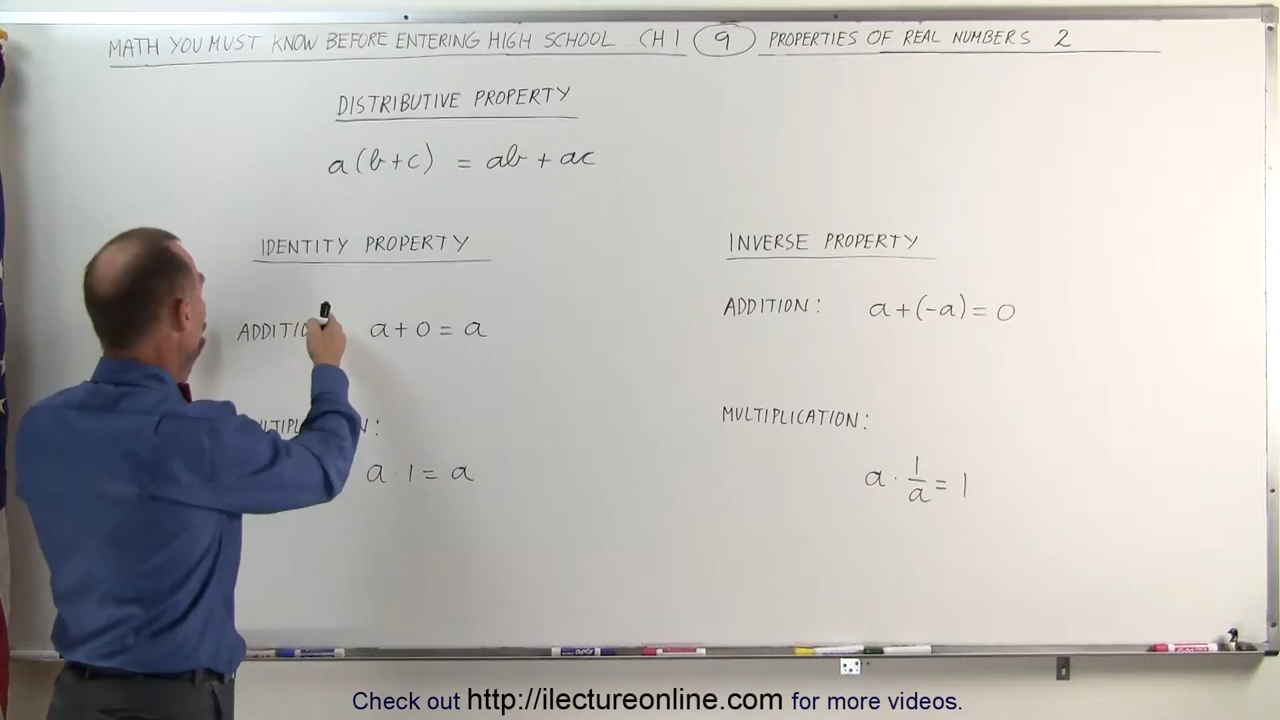 MATH YOU MUST KNOW BEFORE ENTERING HIGH SCHOOL CH 1 9 PROPERTIES OF REAL NUMBERS 2
DISTRIBUTIVE PROPERTY
a(b+c) = ab + ac
IDENTITY PROPERTY
ADDITIO
a+0=a
:
a·1=a
INVERSE PROPERTY
ADDITION: a+(-a)=0
MULTIPLICATION:
a·1/a=1
Check out http://ilectureonline.com for more videos.